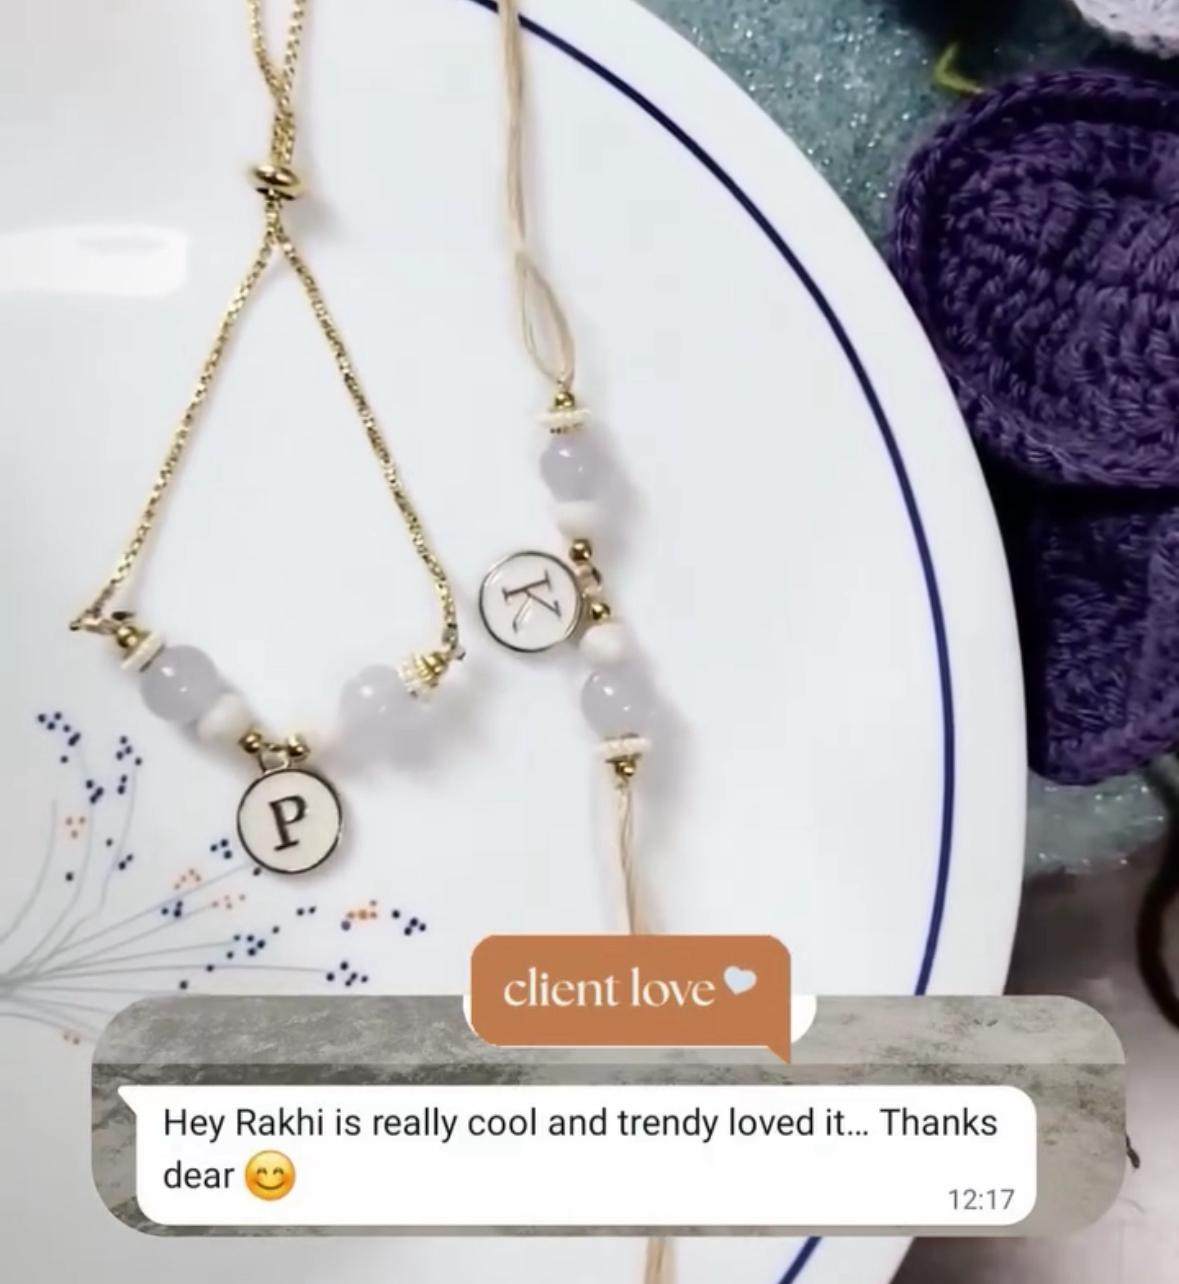 K
P
client love
Hey Rakhi is really cool and trendy loved it... Thanks
dear 😊
12:17